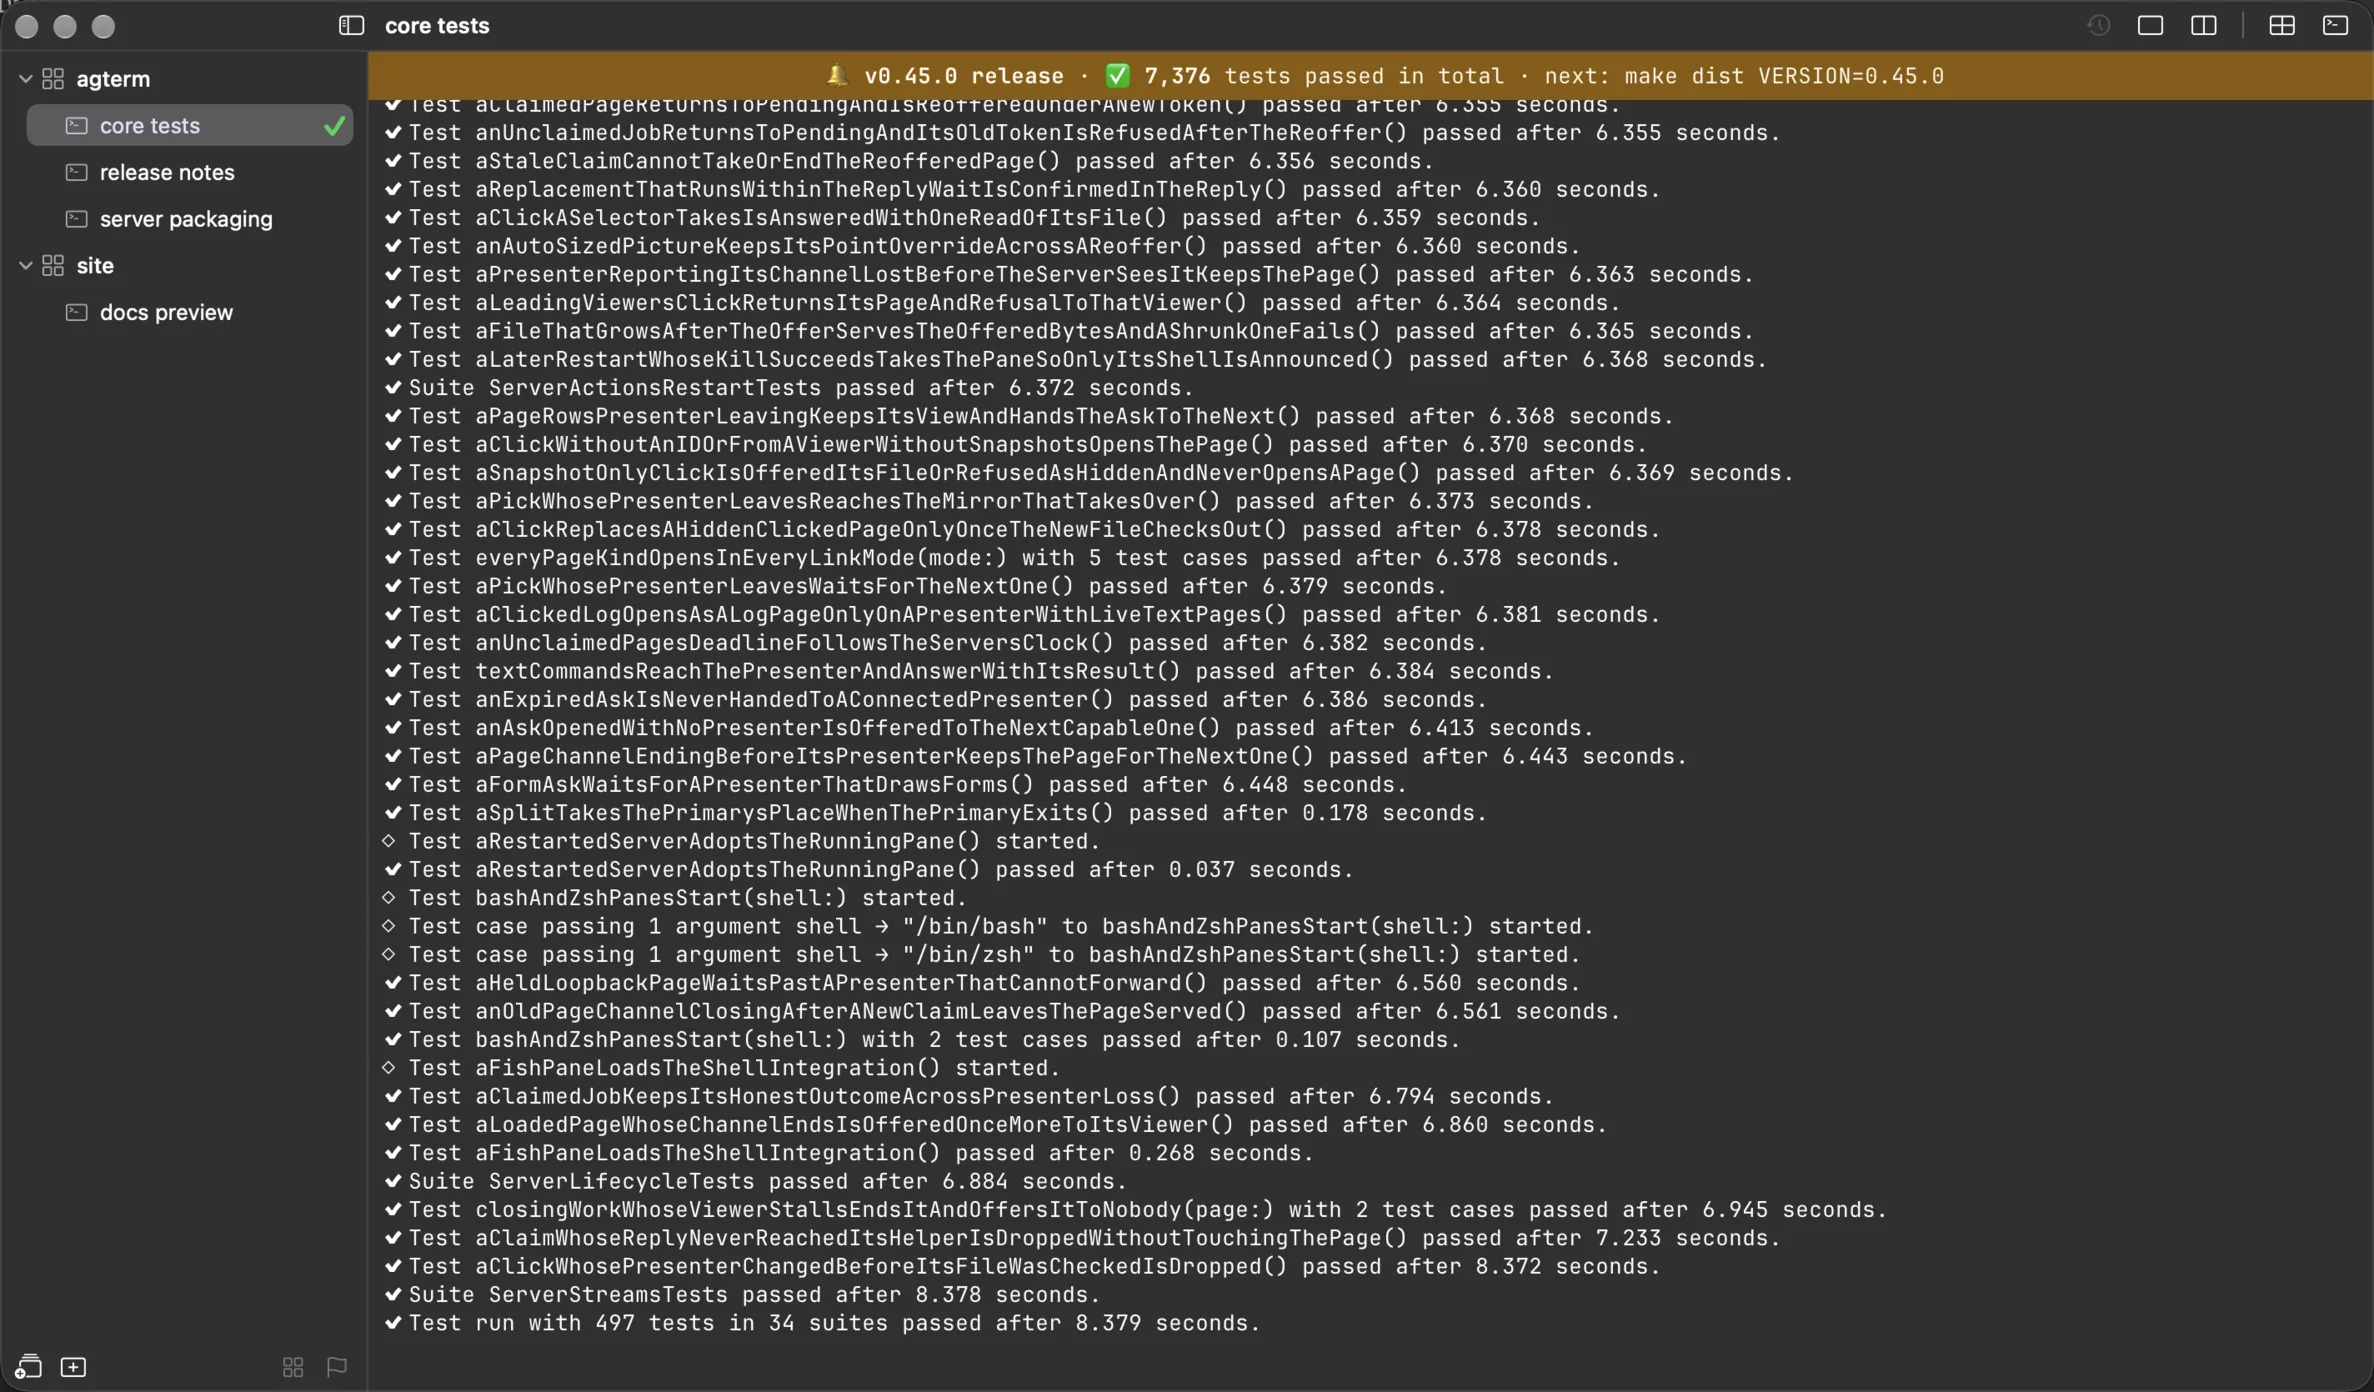 core tests
agterm
core tests
release notes
server packaging
site
docs preview
v0.45.0 release · ✅ 7,376 tests passed in total · next: make dist VERSION=0.45.0
✔ Test aClaimedPageReturnsToPendingAndIsReofferedUnderANewToken() passed after 6.355 seconds.
✔ Test anUnclaimedJobReturnsToPendingAndItsOldTokenIsRefusedAfterTheReoffer() passed after 6.355 seconds.
✔ Test aStaleClaimCannotTakeOrEndTheReofferedPage() passed after 6.356 seconds.
✔ Test aReplacementThatRunsWithinTheReplyWaitIsConfirmedInTheReply() passed after 6.360 seconds.
✔ Test aClickASelectorTakesIsAnsweredWithOneReadOfItsFile() passed after 6.359 seconds.
✔ Test anAutoSizedPictureKeepsItsPointOverrideAcrossAReoffer() passed after 6.360 seconds.
✔ Test aPresenterReportingItsChannelLostBeforeTheServerSeesItKeepsThePage() passed after 6.363 seconds.
✔ Test aLeadingViewersClickReturnsItsPageAndRefusalToThatViewer() passed after 6.364 seconds.
✔ Test aFileThatGrowsAfterTheOfferServesTheOfferedBytesAndAShrunkOneFails() passed after 6.365 seconds.
✔ Test aLaterRestartWhoseKillSucceedsTakesThePaneSoOnlyItsShellIsAnnounced() passed after 6.368 seconds.
✔ Suite ServerActionsRestartTests passed after 6.372 seconds.
✔ Test aPageRowsPresenterLeavingKeepsItsViewAndHandsTheAskToTheNext() passed after 6.368 seconds.
✔ Test aClickWithoutAnIDOrFromAViewerWithoutSnapshotsOpensThePage() passed after 6.370 seconds.
✔ Test aSnapshotOnlyClickIsOfferedItsFileOrRefusedAsHiddenAndNeverOpensAPage() passed after 6.369 seconds.
✔ Test aPickWhosePresenterLeavesReachesTheMirrorThatTakesOver() passed after 6.373 seconds.
✔ Test aClickReplacesAHiddenClickedPageOnlyOnceTheNewFileChecksOut() passed after 6.378 seconds.
✔ Test everyPageKindOpensInEveryLinkMode(mode:) with 5 test cases passed after 6.378 seconds.
✔ Test aPickWhosePresenterLeavesWaitsForTheNextOne() passed after 6.379 seconds.
✔ Test aClickedLogOpensAsALogPageOnlyOnAPresenterWithLiveTextPages() passed after 6.381 seconds.
✔ Test anUnclaimedPagesDeadlineFollowsTheServersClock() passed after 6.382 seconds.
✔ Test textCommandsReachThePresenterAndAnswerWithItsResult() passed after 6.384 seconds.
✔ Test anExpiredAskIsNeverHandedToAConnectedPresenter() passed after 6.386 seconds.
✔ Test anAskOpenedWithNoPresenterIsOfferedToTheNextCapableOne() passed after 6.413 seconds.
✔ Test aPageChannelEndingBeforeItsPresenterKeepsThePageForTheNextOne() passed after 6.443 seconds.
✔ Test aFormAskWaitsForAPresenterThatDrawsForms() passed after 6.448 seconds.
✔ Test aSplitTakesThePrimarysPlaceWhenThePrimaryExits() passed after 0.178 seconds.
◇ Test aRestartedServerAdoptsTheRunningPane() started.
✔ Test aRestartedServerAdoptsTheRunningPane() passed after 0.037 seconds.
◇ Test bashAndZshPanesStart(shell:) started.
◇ Test case passing 1 argument shell → "/bin/bash" to bashAndZshPanesStart(shell:) started.
◇ Test case passing 1 argument shell → "/bin/zsh" to bashAndZshPanesStart(shell:) started.
✔ Test aHeldLoopbackPageWaitsPastAPresenterThatCannotForward() passed after 6.560 seconds.
✔ Test anOldPageChannelClosingAfterANewClaimLeavesThePageServed() passed after 6.561 seconds.
✔ Test bashAndZshPanesStart(shell:) with 2 test cases passed after 0.107 seconds.
◇ Test aFishPaneLoadsTheShellIntegration() started.
✔ Test aClaimedJobKeepsItsHonestOutcomeAcrossPresenterLoss() passed after 6.794 seconds.
✔ Test aLoadedPageWhoseChannelEndsIsOfferedOnceMoreToItsViewer() passed after 6.860 seconds.
✔ Test aFishPaneLoadsTheShellIntegration() passed after 0.268 seconds.
✔ Suite ServerLifecycleTests passed after 6.884 seconds.
✔ Test closingWorkWhoseViewerStallsEndsItAndOffersItToNobody(page:) with 2 test cases passed after 6.945 seconds.
✔ Test aClaimWhoseReplyNeverReachedItsHelperIsDroppedWithoutTouchingThePage() passed after 7.233 seconds.
✔ Test aClickWhosePresenterChangedBeforeItsFileWasCheckedIsDropped() passed after 8.372 seconds.
✔ Suite ServerStreamsTests passed after 8.378 seconds.
✔ Test run with 497 tests in 34 suites passed after 8.379 seconds.